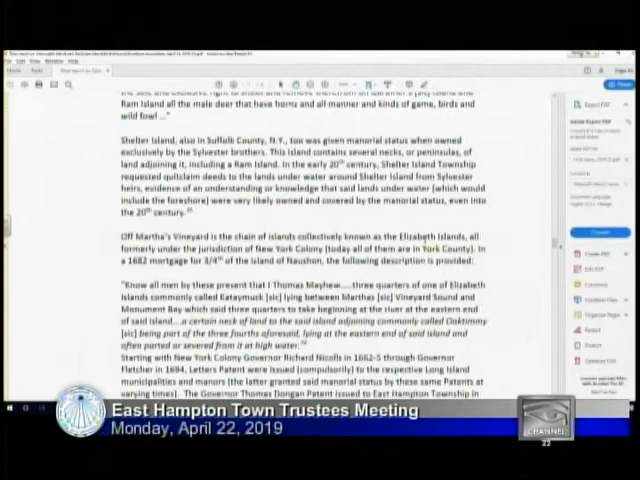 Ram Island all the male deer that have horns and all manner and kinds of game, birds and
wild fowl ..."
Shelter Island, also in Suffolk County, N.Y., too was given manorial status when owned
exclusively by the Sylvester brothers. This Island contains several necks, or peninsulas, of
land adjoining it, including a Ram Island. In the early 20th century, Shelter Island Township
requested quitclaim deeds to the lands under water around Shelter Island from Sylvester
heirs, evidence of an understanding or knowledge that said lands under water (which would
include the foreshore) were very likely owned and covered by the manorial status, even into
the 20th century.
Off Martha's Vineyard is the chain of islands collectively known as the Elizabeth Islands, all
formerly under the jurisdiction of New York Colony (today all of them are in York County). In
a 1682 mortgage for 3/4th of the island of Naushon, the following description is provided:
"Know all men by these present that I Thomas Mayhew.....three quarters of one of Elizabeth
Islands commonly called Kataymuck [sic] lying between Marthas [sic] Vineyard Sound and
Monument Bay which said three quarters to take beginning at the river at the eastern end
of said island....a certain neck of land to the said island adjoining commonly called Ooktimmy
[sic] being part of the three fourths aforesaid, lying at the eastern end of said island and
often parted or severed from it at high water."
Starting with New York Colony Governor Richard Nicolls in 1662-5 through Governor
Fletcher in 1694, Letters Patent were issued (compulsorily) to the respective Long Island
municipalities and manors (the latter granted said manorial status by these same Patents at
varying times). The Governor Thomas Dongan Patent issued to East Hampton Township in
Export PDF
Create PDF
Edit PDF
Combine Files
Organize Pages
East Hampton Town Trustees Meeting
Monday, April 22, 2019
CHANNEL
22